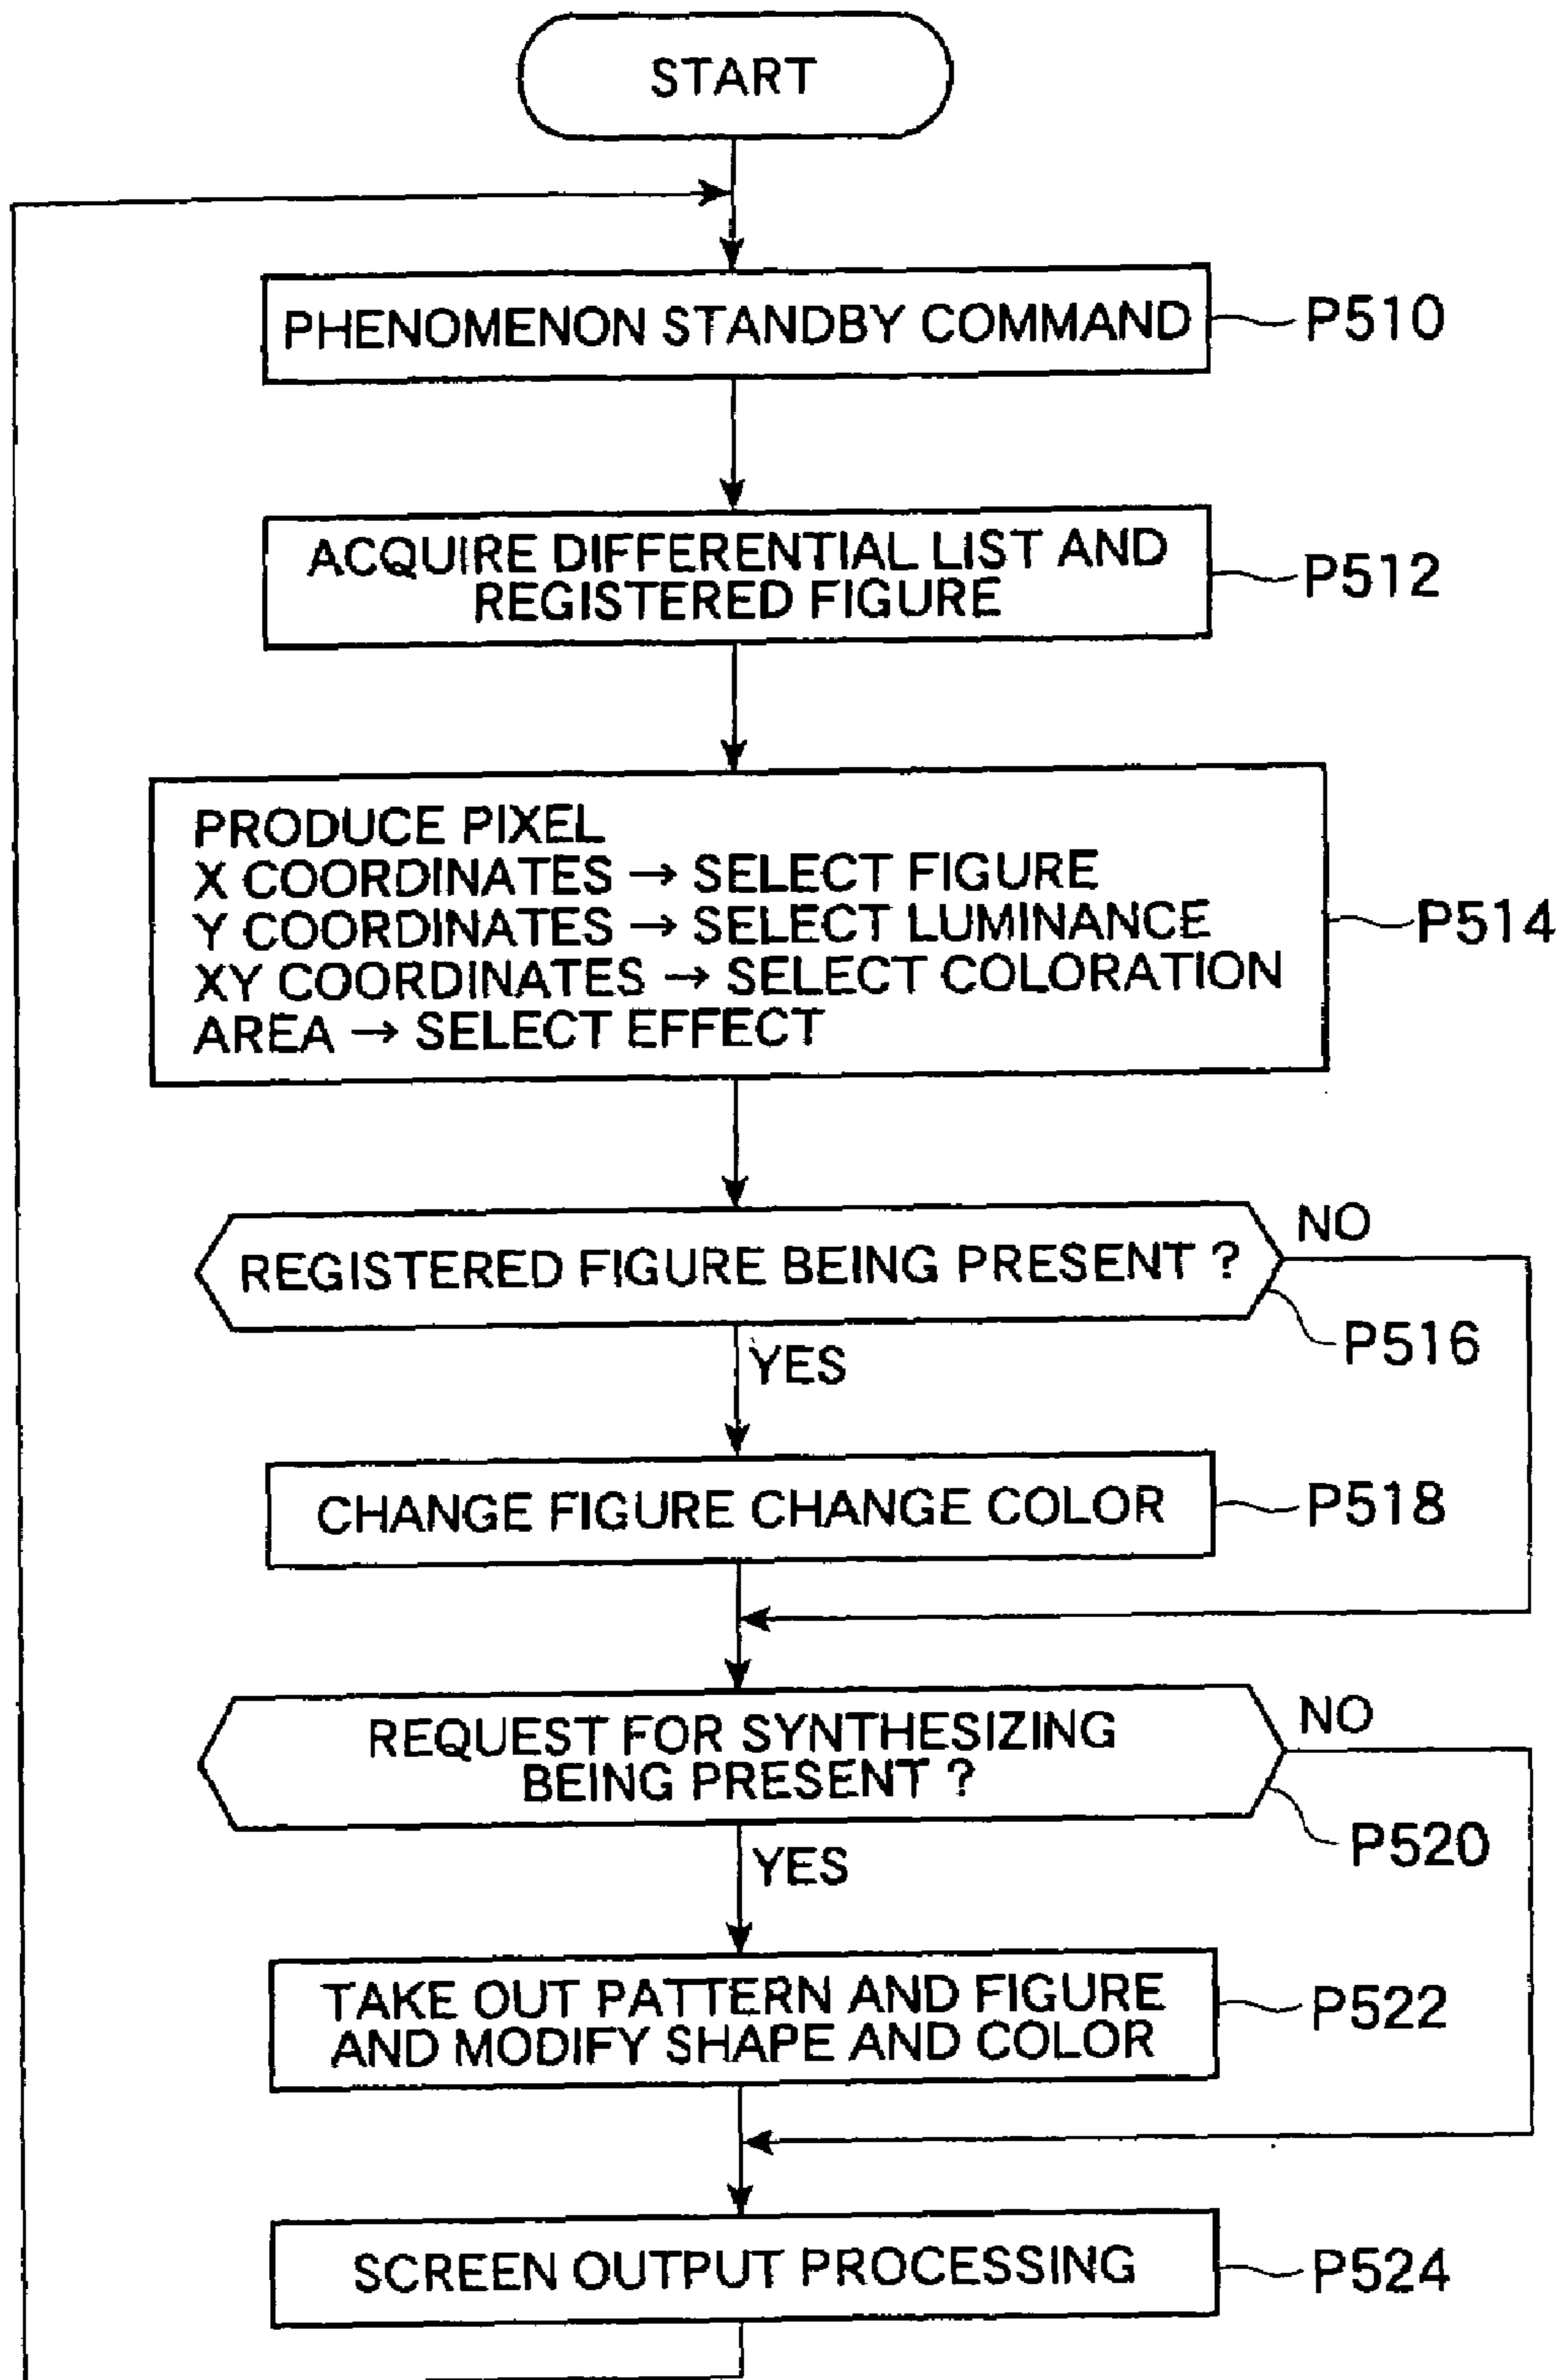 START
PHENOMENON STANDBY COMMAND
P510
ACQUIRE DIFFERENTIAL LIST AND
REGISTERED FIGURE
P512
PRODUCE PIXEL
X COORDINATES → SELECT FIGURE
Y COORDINATES → SELECT LUMINANCE
XY COORDINATES → SELECT COLORATION
AREA → SELECT EFFECT
P514
REGISTERED FIGURE BEING PRESENT ?
NO
P516
YES
CHANGE FIGURE CHANGE COLOR
P518
REQUEST FOR SYNTHESIZING
BEING PRESENT ?
NO
P520
YES
TAKE OUT PATTERN AND FIGURE
AND MODIFY SHAPE AND COLOR
P522
SCREEN OUTPUT PROCESSING
P524